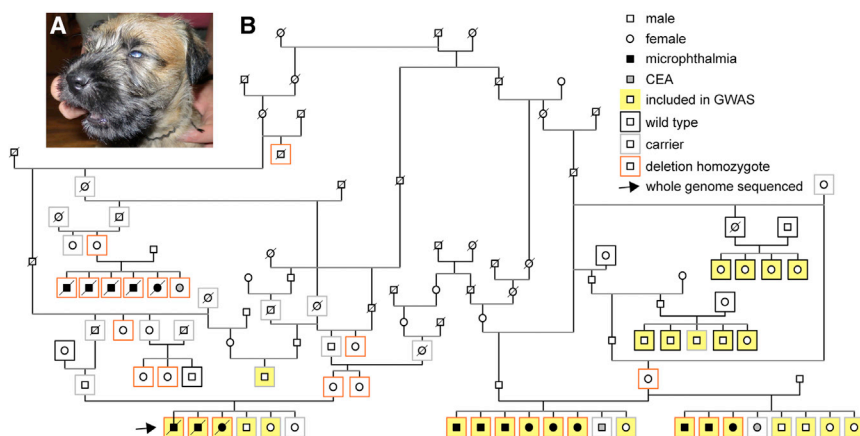 A
B
male
female
microphthalmia
CEA
included in GWAS
wild type
carrier
deletion homozygote
whole genome sequenced